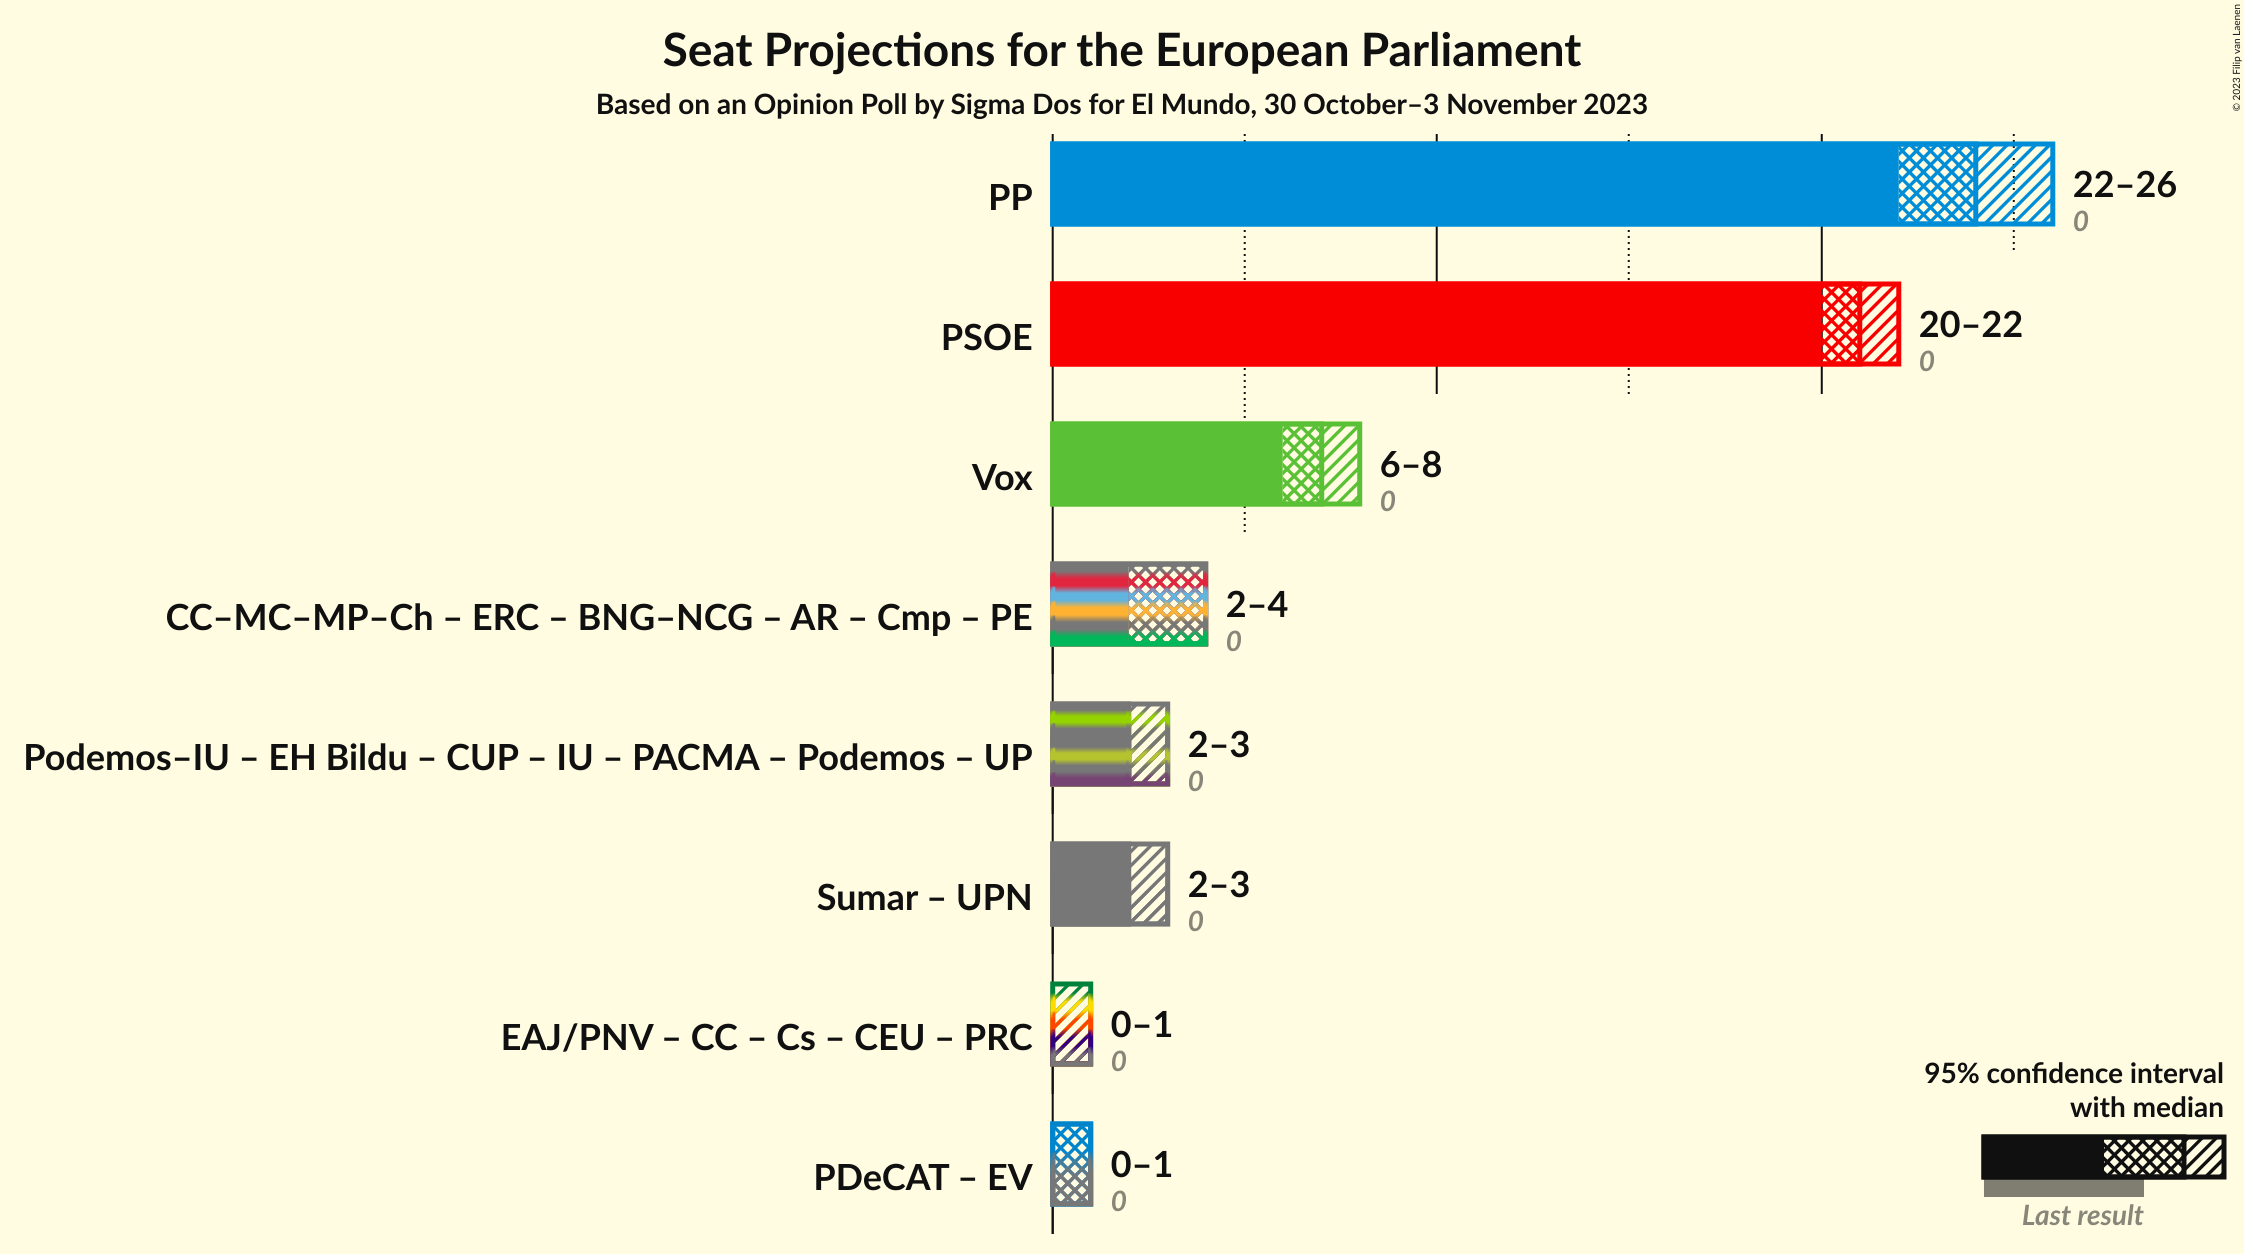 Seat Projections for the European Parliament
Based on an Opinion Poll by Sigma Dos for El Mundo, 30 October–3 November 2023
© 2023 Filip van Laenen
PP
22–26
0
PSOE
20–22
0
Vox
6–8
0
CC–MC–MP–Ch – ERC – BNG–NCG – AR – Cmp – PE
2–4
0
Podemos–IU – EH Bildu – CUP – IU – PACMA – Podemos – UP
2–3
0
Sumar – UPN
2–3
0
EAJ/PNV – CC – Cs – CEU – PRC
0–1
0
PDeCAT – EV
0–1
0
95% confidence interval
with median
Last result